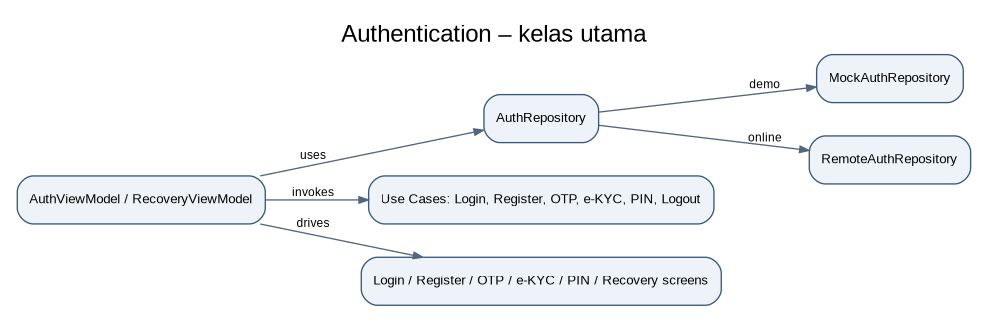 Authentication – kelas utama
MockAuthRepository
demo
AuthRepository
online
RemoteAuthRepository
uses
AuthViewModel / RecoveryViewModel
invokes
Use Cases: Login, Register, OTP, e-KYC, PIN, Logout
drives
Login / Register / OTP / e-KYC / PIN / Recovery screens